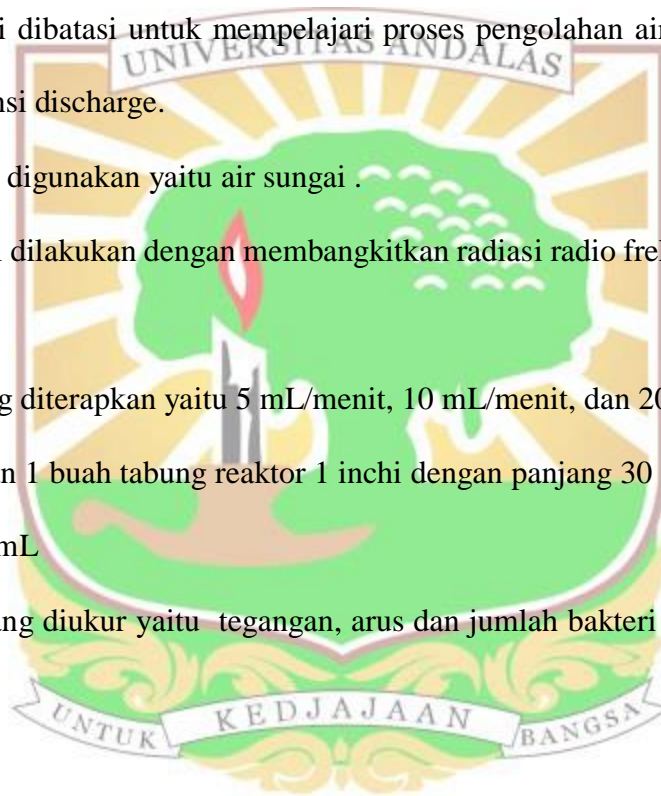 i dibatasi untuk mempelajari proses pengolahan air
UNIVERSITAS ANDALAS
nsi discharge.
digunakan yaitu air sungai .
dilakukan dengan membangkitkan radiasi radio frek
g diterapkan yaitu 5 mL/menit, 10 mL/menit, dan 20
n 1 buah tabung reaktor 1 inchi dengan panjang 30
mL
ang diukur yaitu tegangan, arus dan jumlah bakteri
UNTUK KEDJAJAAN BANGSA